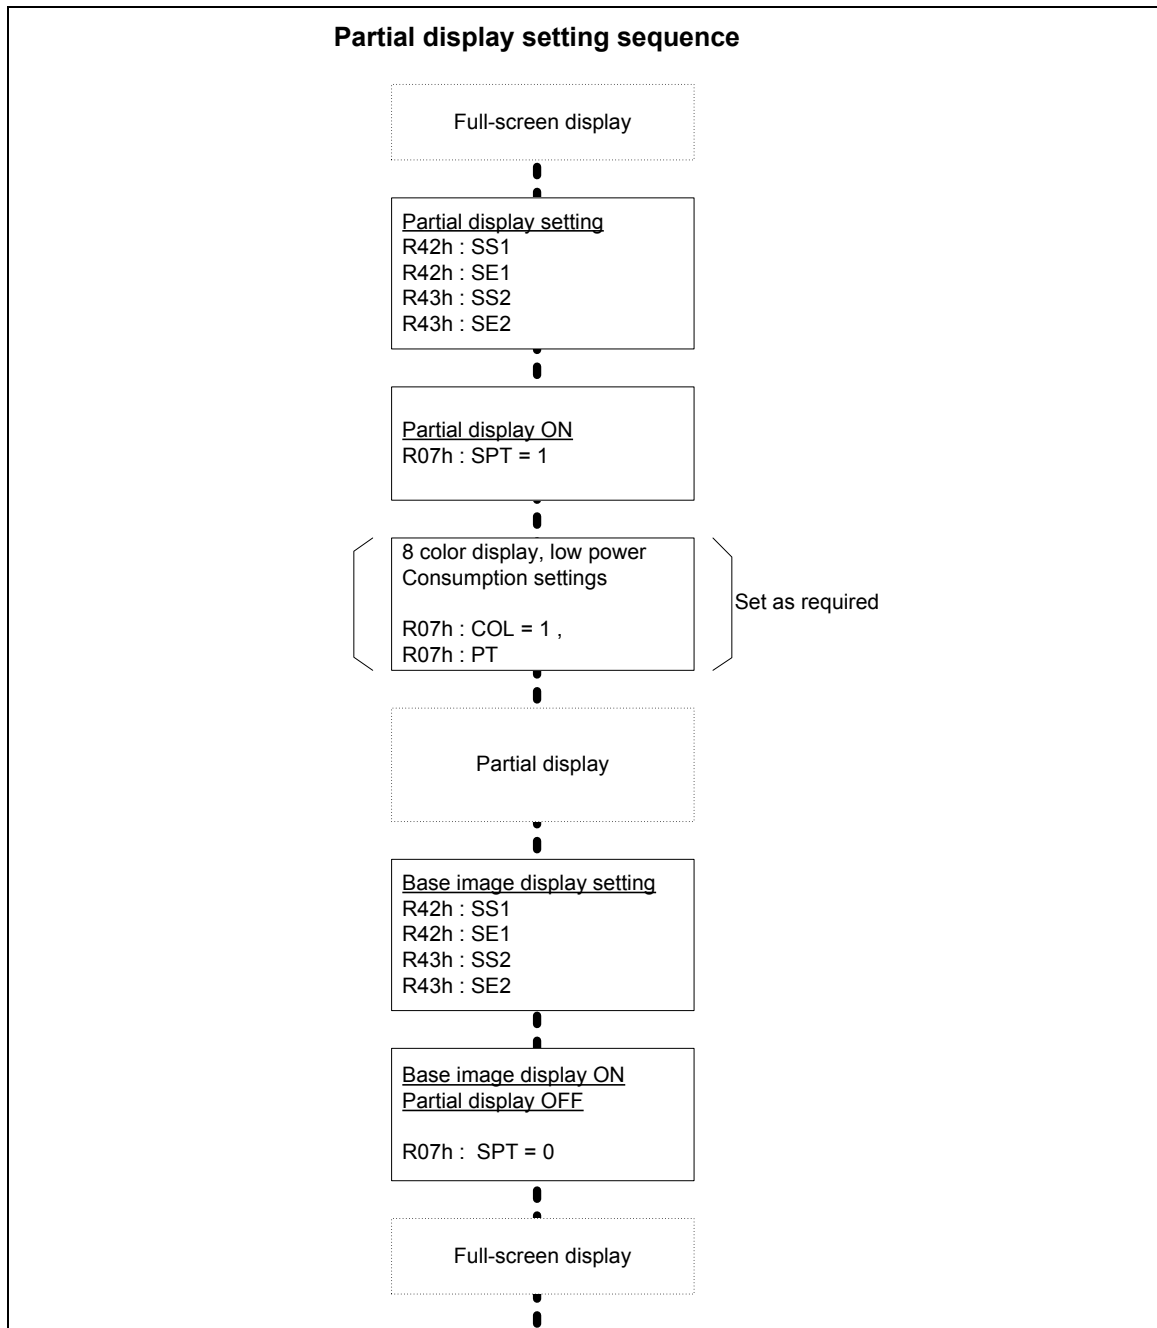 Partial display setting sequence
Full-screen display
Partial display setting
R42h : SS1
R42h : SE1
R43h : SS2
R43h : SE2
Partial display ON
R07h : SPT = 1
8 color display, low power
Consumption settings
R07h : COL = 1 ,
R07h : PT
Set as required
Partial display
Base image display setting
R42h : SS1
R42h : SE1
R43h : SS2
R43h : SE2
Base image display ON
Partial display OFF
R07h :  SPT = 0
Full-screen display